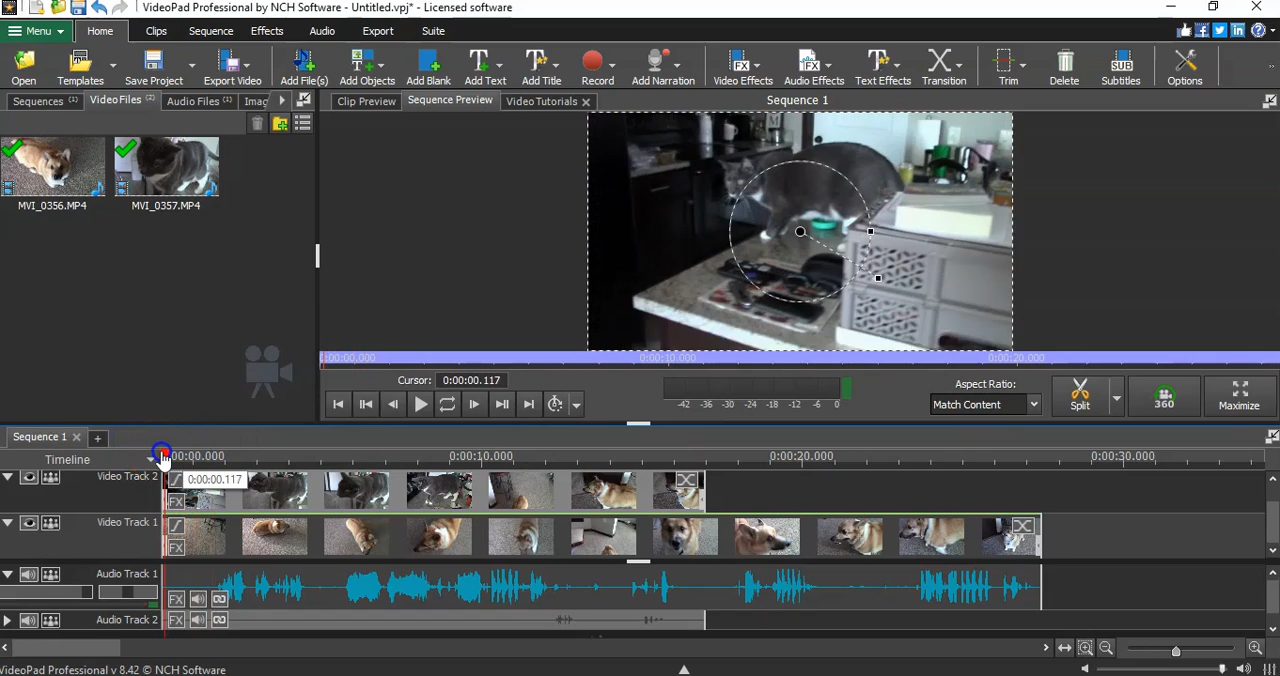 VideoPad Professional by NCH Software - Untitled.vpj* - Licensed software
Menu Home Clips Sequence Effects Audio Export Suite
Open Templates Save Project Export Video Add File(s) Add Objects Add Blank Add Text Add Title Record Add Narration Video Effects Audio Effects Text Effects Transition Trim Delete Subtitles Options
Sequences (1) Video Files (2) Audio Files (1) Imag Clip Preview Sequence Preview Video Tutorials Sequence 1
MVI_0356.MP4 MVI_0357.MP4
0:00:00.000 0:00:10.000 0:00:20.000
Cursor: 0:00:00.117
-42 -36 -30 -24 -18 -12 -6 0
Aspect Ratio:
Match Content
Split 360 Maximize
Sequence 1
Timeline 0:00:00.000 0:00:10.000 0:00:20.000 0:00:30.000
Video Track 2 0:00:00.117
FX
Video Track 1
FX
Audio Track 1
FX
Audio Track 2 FX
VideoPad Professional v 8.42 © NCH Software